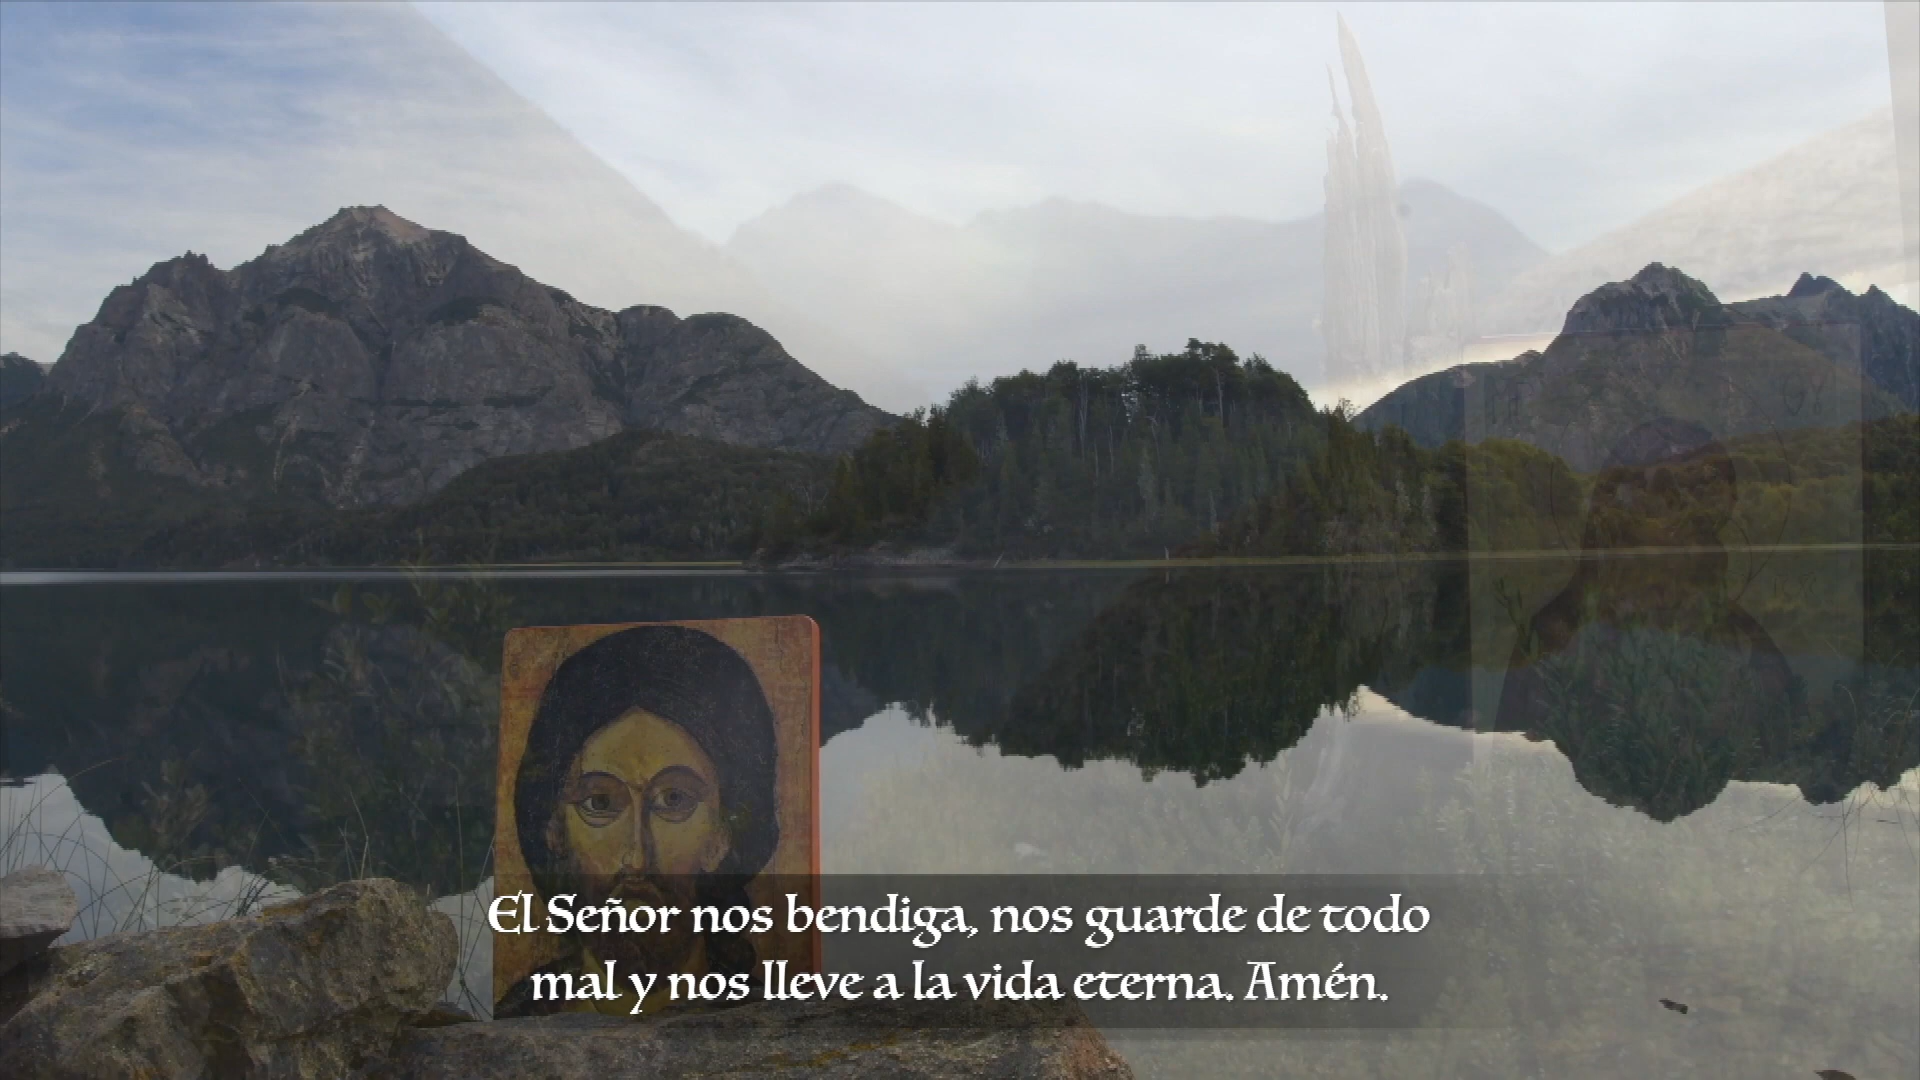 El Señor nos bendiga, nos guarde de todo
mal y nos lleve a la vida eterna. Amén.